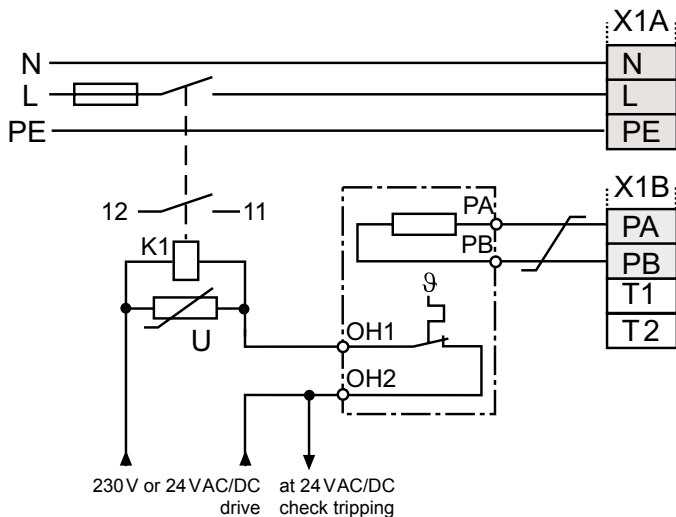 X1A
N
N
L
L
PE
PE
X1B
12
11
PA
PA
K1
PB
PB
ϑ
T1
U
OH1
T2
OH2
230 V or 24 VAC/DC
drive
at 24 VAC/DC
check tripping